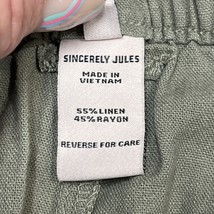 SINCERELY JULES
MADE IN
VIETNAM
55% LINEN
45% RAYON
REVERSE FOR CARE